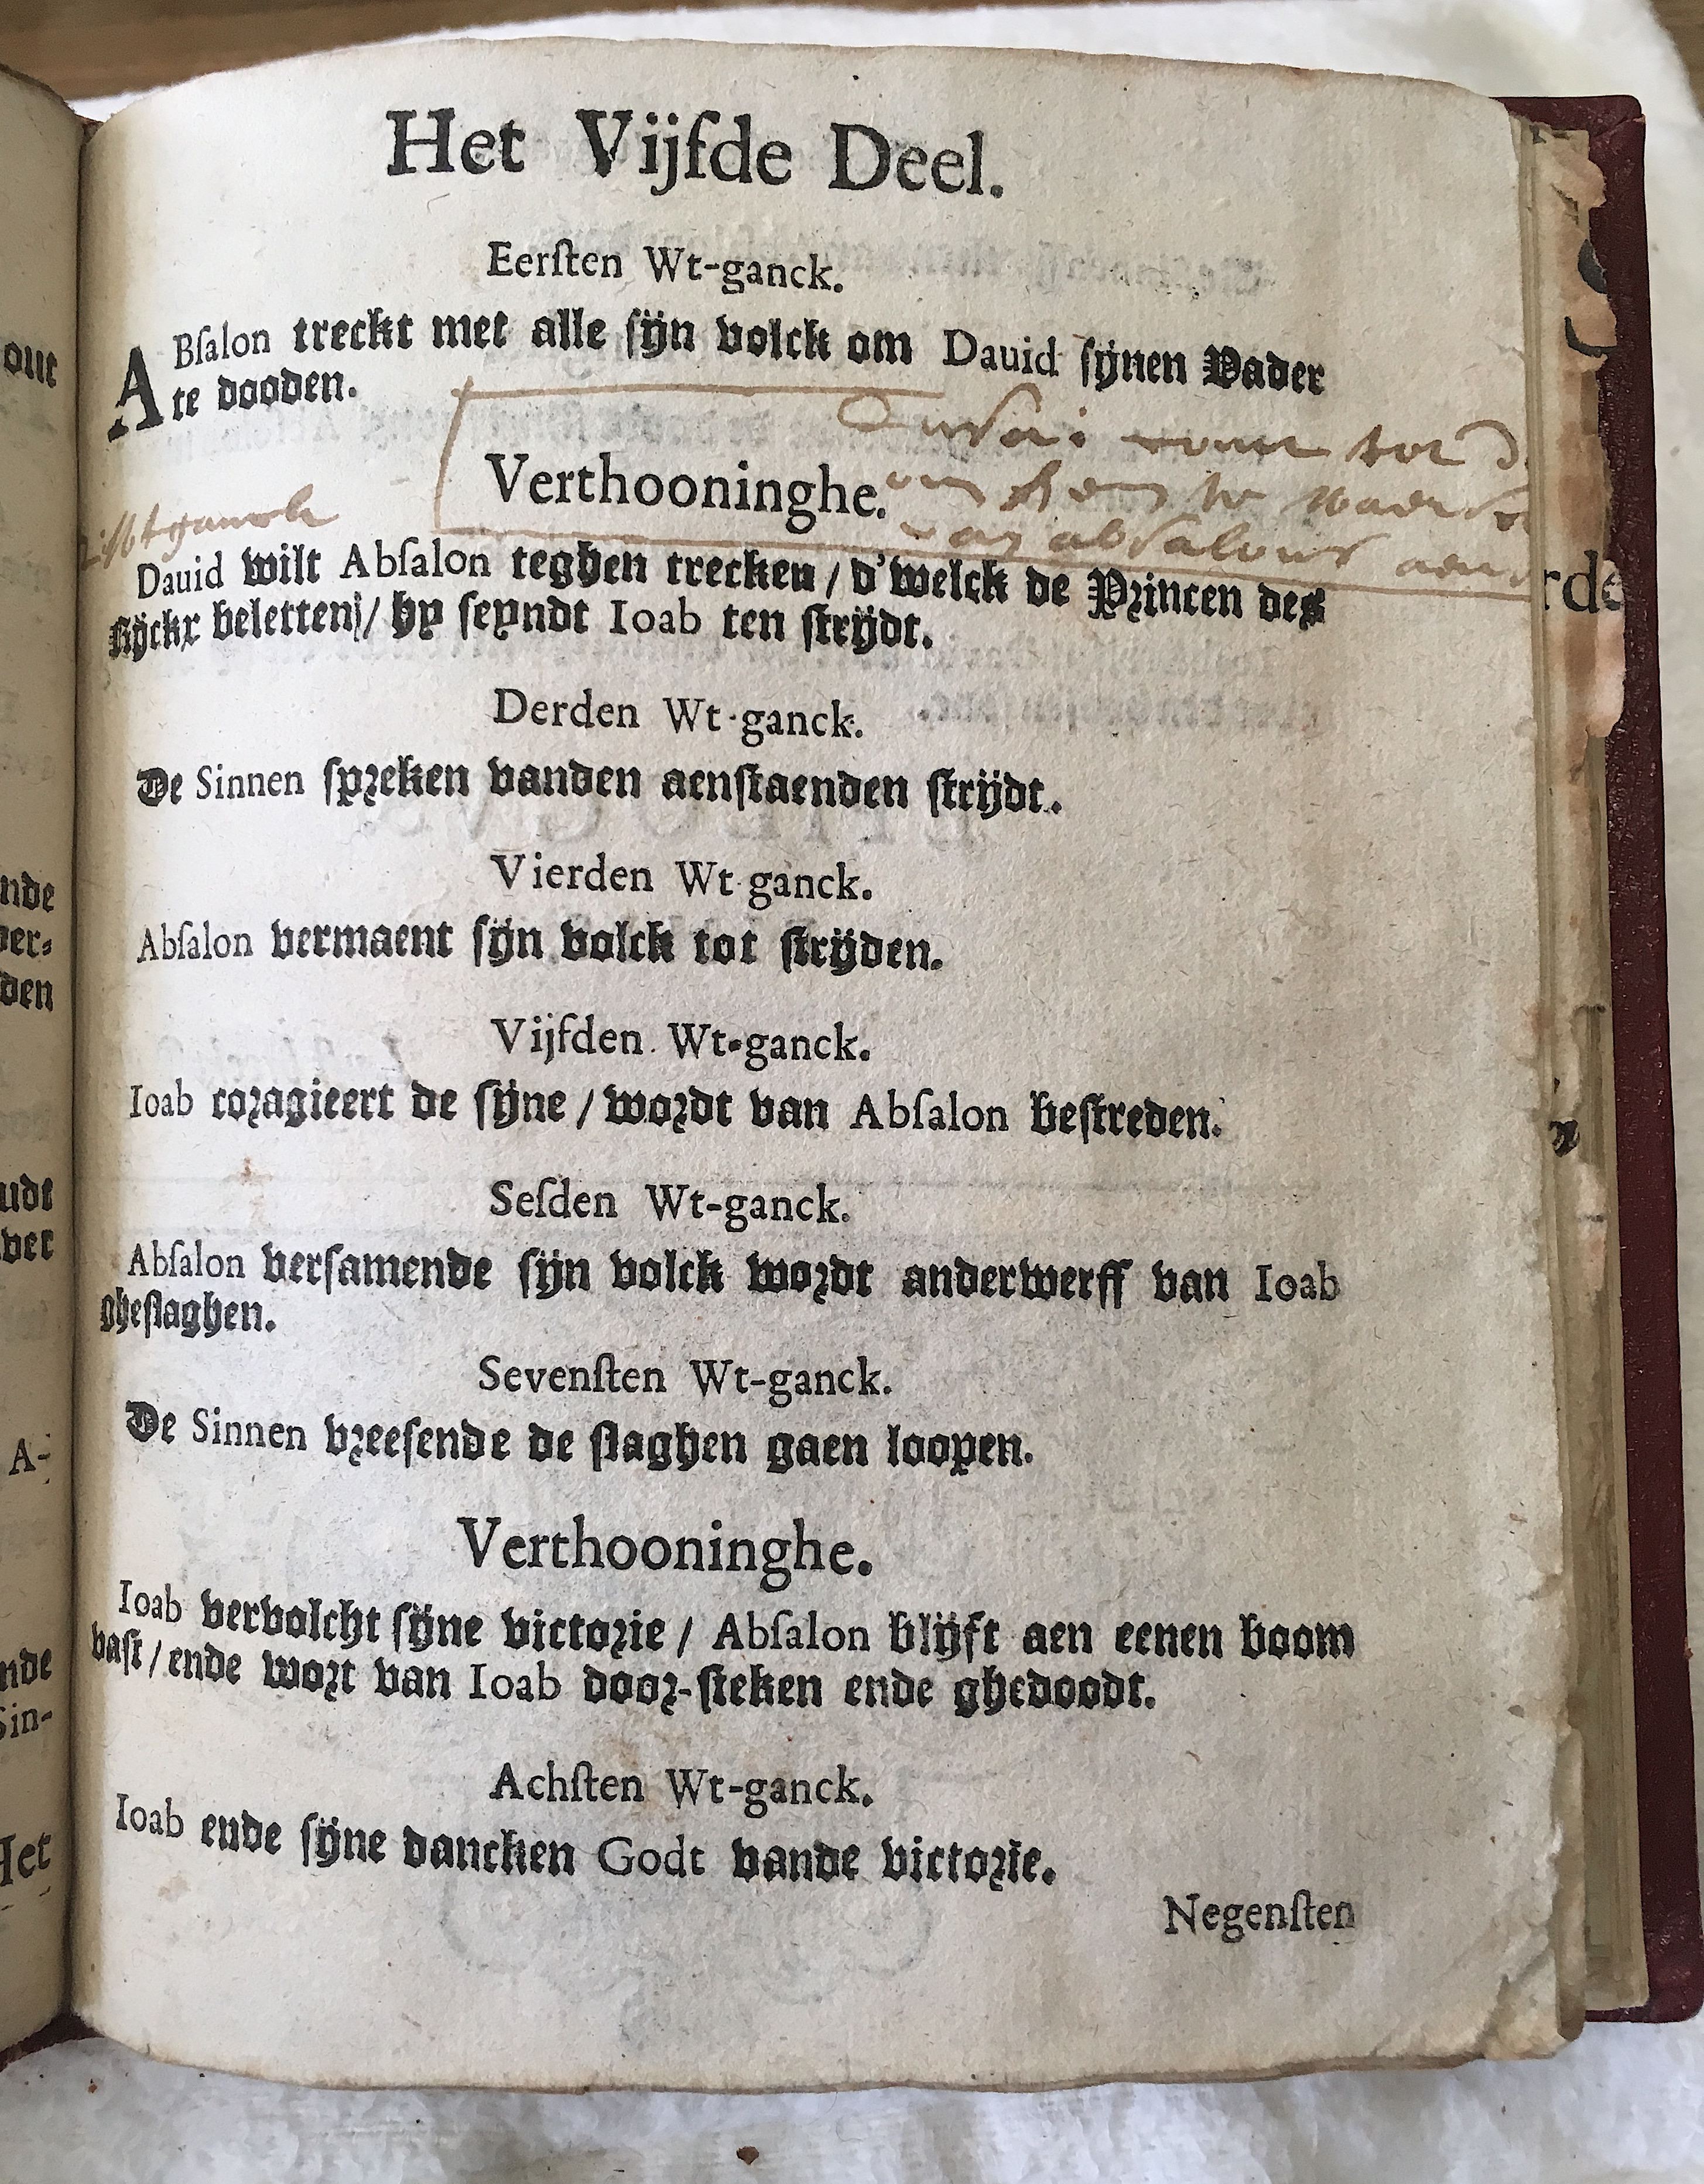 Het Vijfde Deel.
Eerſten Wt-ganck.
ABſalon treckt met alle ſijn volck om Dauid ſijnen Vader
te dooden.
tot
Verthooninghe. om hem te
absalons
Dauid wilt Abſalon teghen trecken / d'welck de Princen des
Rijckx beletten / hy ſeyndt Ioab ten ſtrijdt.
Derden Wt-ganck.
De Sinnen ſpreken vanden aenſtaenden ſtrijdt.
Vierden Wt ganck.
Abſalon vermaent ſijn volck tot ſtrijden.
Vijfden Wt-ganck.
Ioab coragieert de ſijne / wordt van Abſalon beſtreden.
Seſden Wt-ganck.
Abſalon verſamende ſijn volck wordt anderwerff van Ioab
gheſlaghen.
Sevenſten Wt-ganck.
De Sinnen vreeſende de ſlaghen gaen loopen.
Verthooninghe.
Ioab vervolcht ſijne victorie / Abſalon blijft aen eenen boom
vaſt / ende wort van Ioab door-ſteken ende ghedoodt.
Achſten Wt-ganck.
Ioab ende ſijne dancken Godt vande victorie.
Negenſten